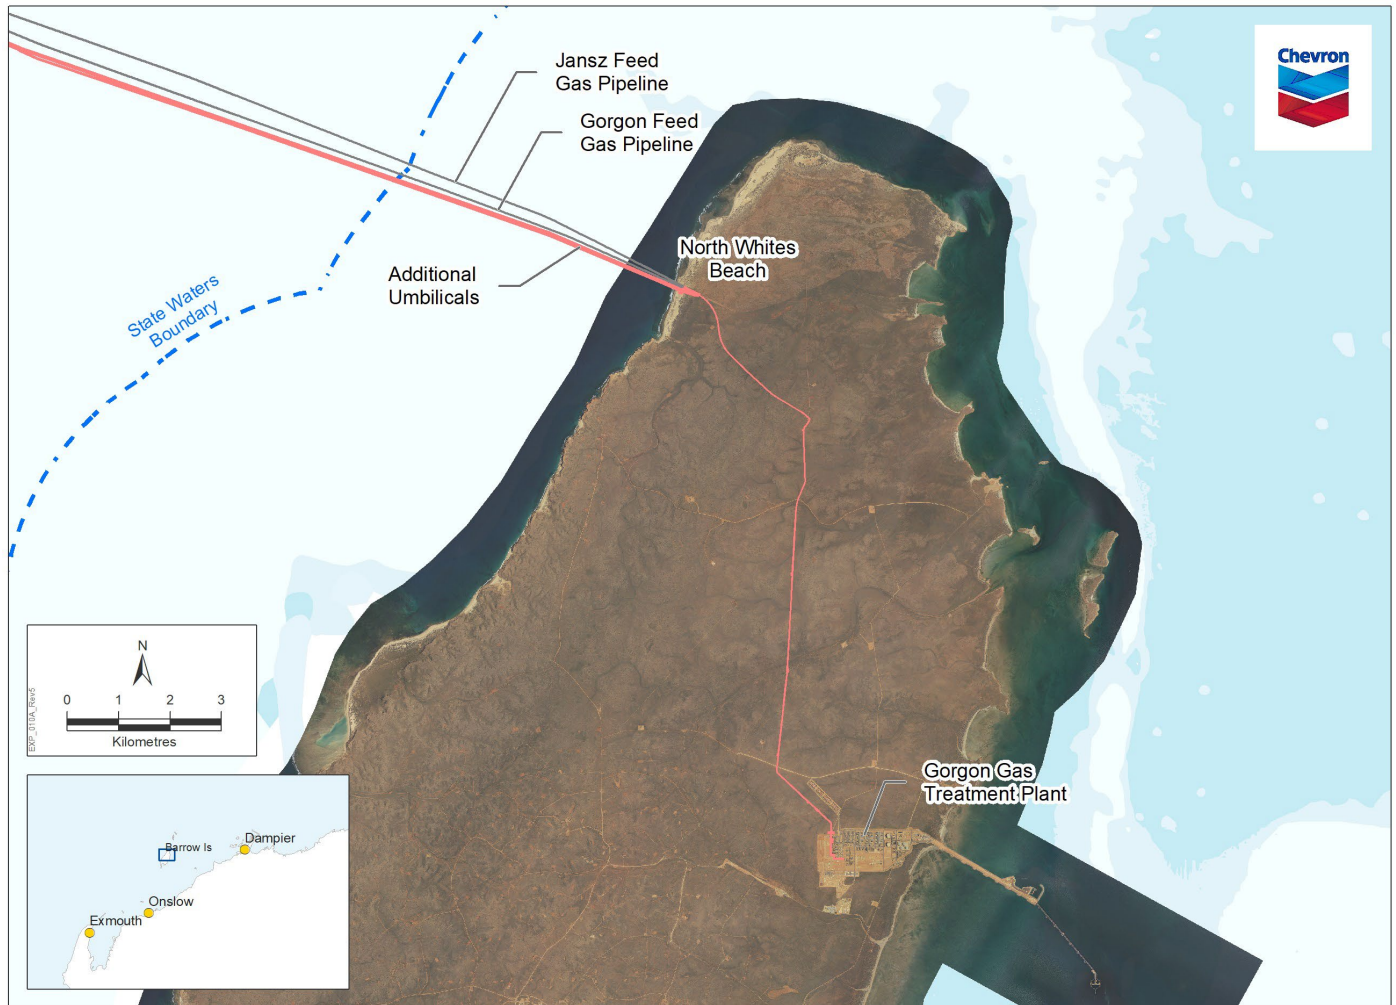 Chevron
Jansz Feed
Gas Pipeline
Gorgon Feed
Gas Pipeline
North Whites
Beach
Additional
Umbilicals
State Waters
Boundary
N
0 1 2 3
Kilometres
EXP_010A_Rev5
Gorgon Gas
Treatment Plant
Dampier
Barrow Is
Onslow
Exmouth